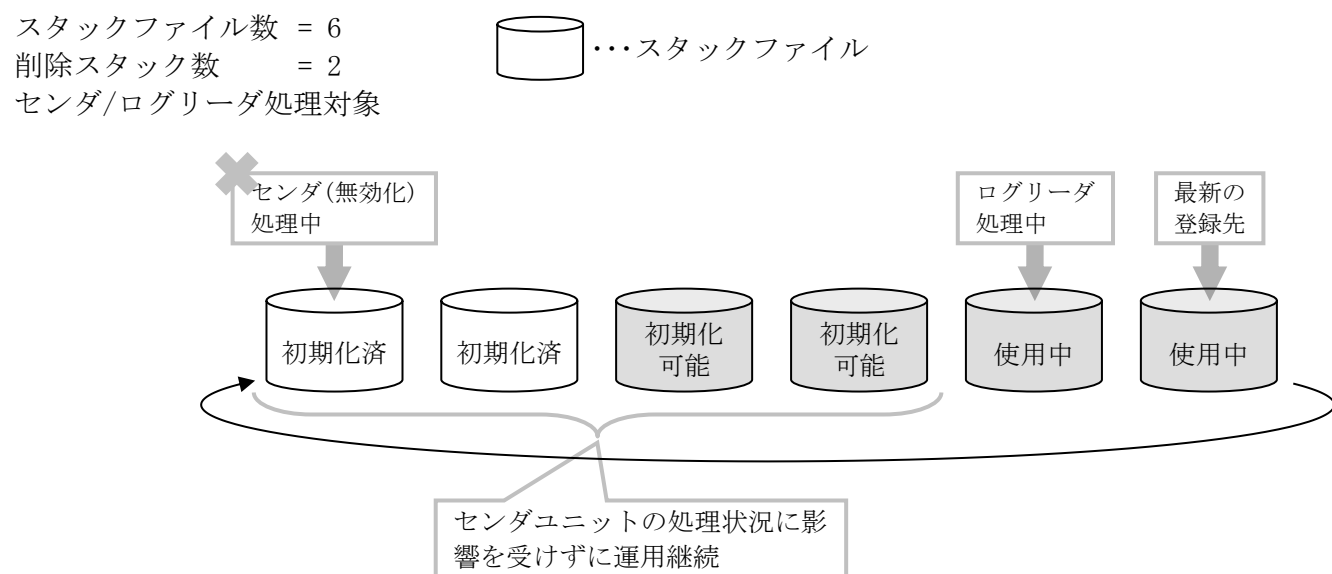 スタックファイル数 = 6
･･･スタックファイル
削除スタック数 = 2
センダ/ログリーダ処理対象
センダ(無効化)
処理中
ログリーダ
処理中
最新の
登録先
初期化済
初期化済
初期化
可能
初期化
可能
使用中
使用中
センダユニットの処理状況に影
響を受けずに運用継続